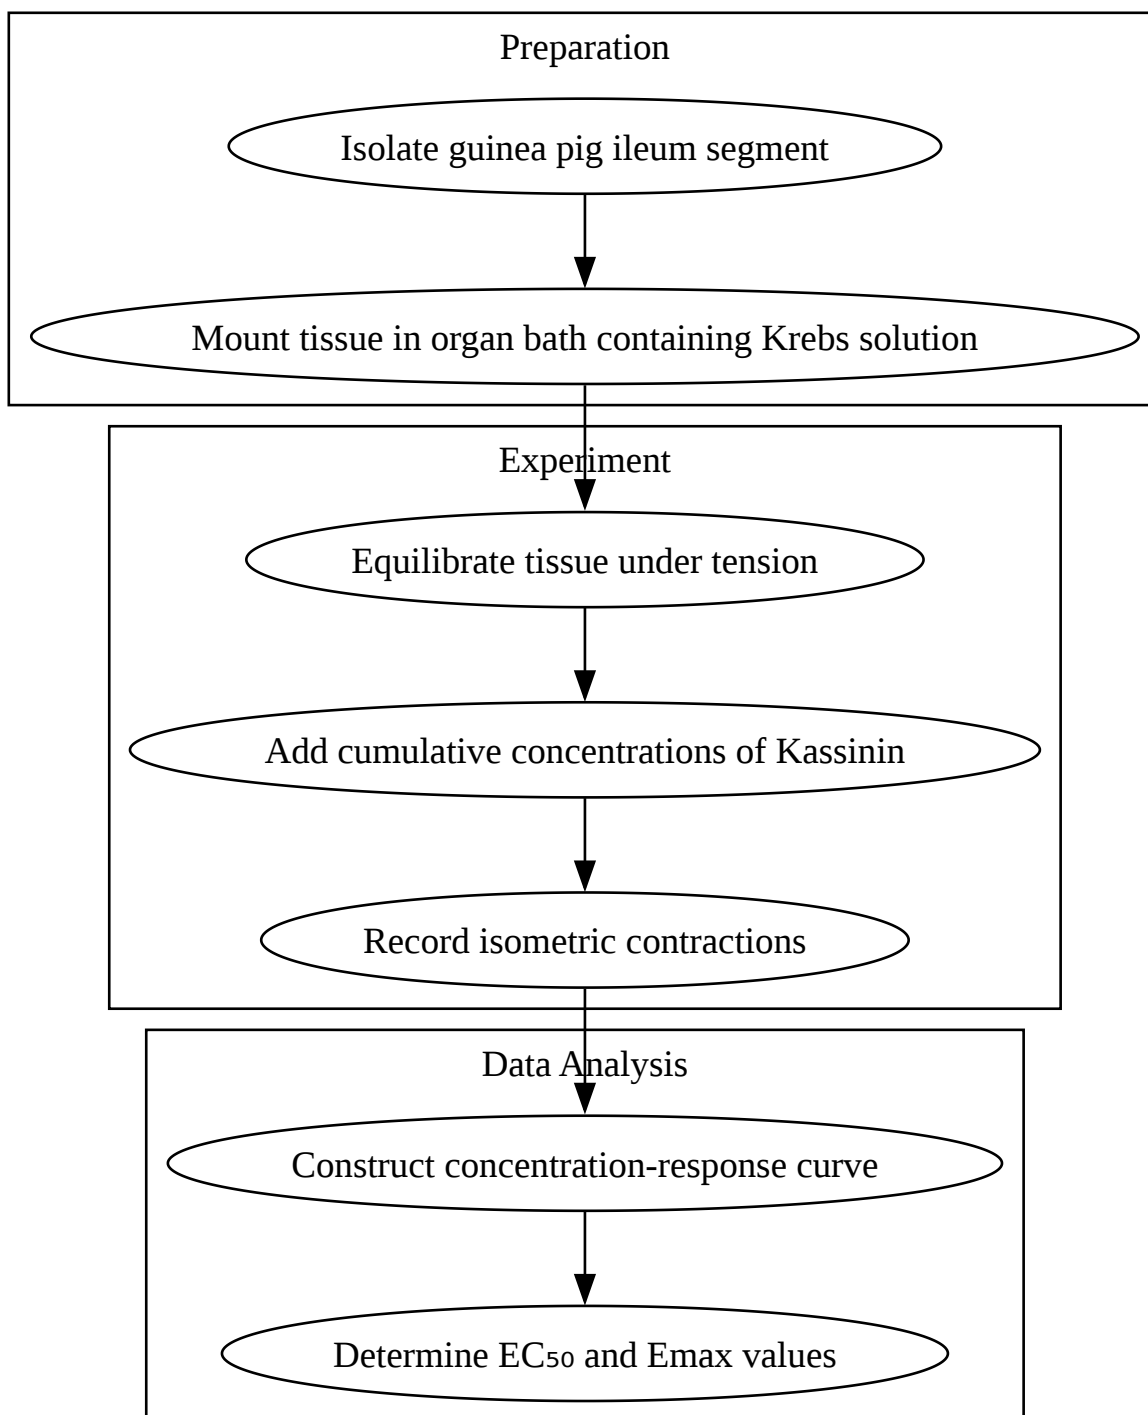 Preparation
Isolate guinea pig ileum segment
Mount tissue in organ bath containing Krebs solution
Experiment
Equilibrate tissue under tension
Add cumulative concentrations of Kassinin
Record isometric contractions
Data Analysis
Construct concentration-response curve
Determine EC₅₀ and Emax values